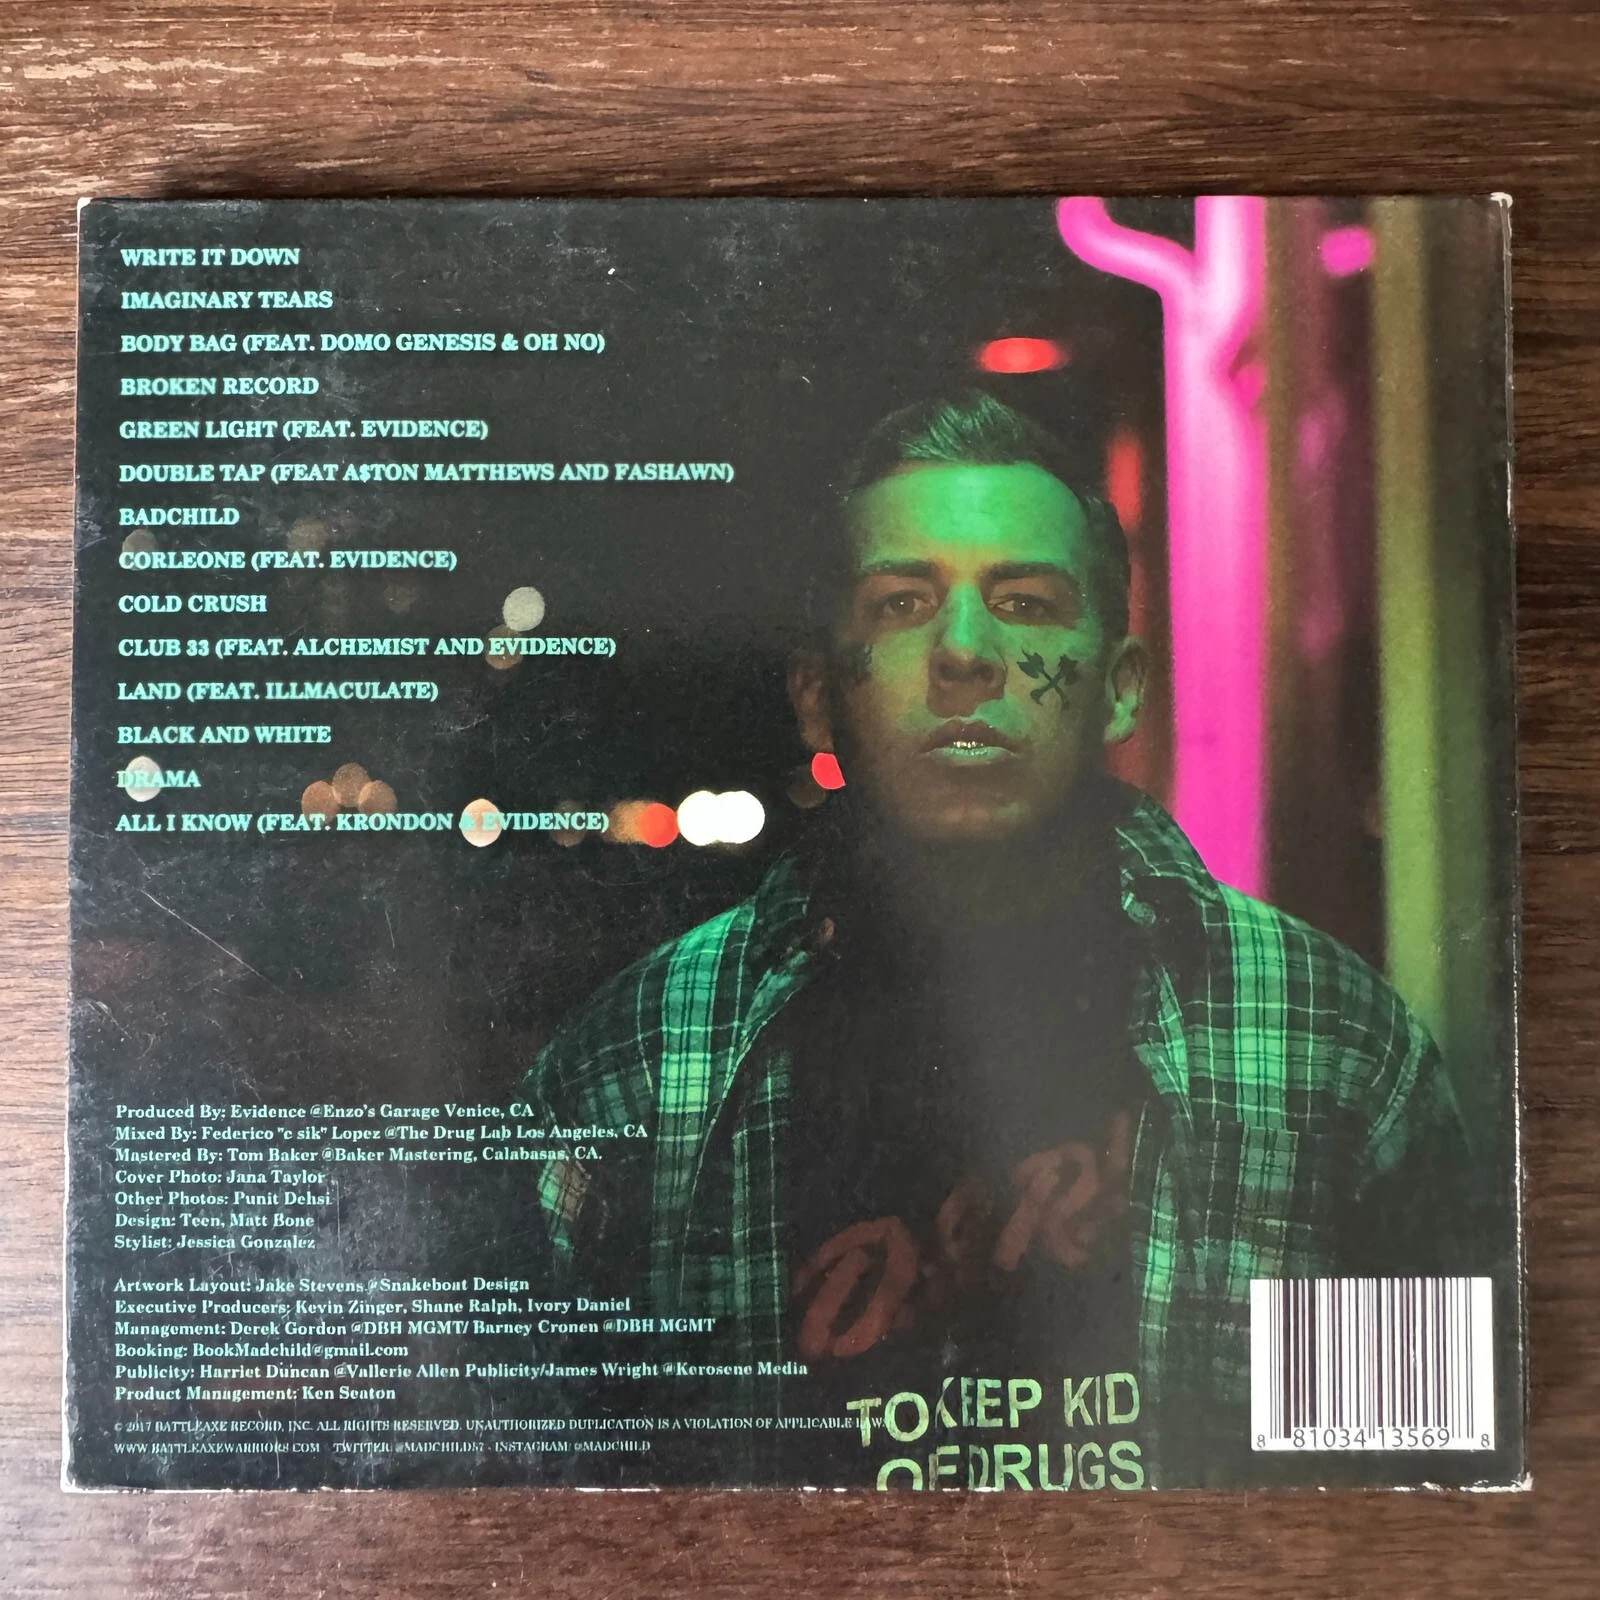 WRITE IT DOWN
IMAGINARY TEARS
BODY BAG (FEAT. DOMO GENESIS & OH NO)
BROKEN RECORD
GREEN LIGHT (FEAT. EVIDENCE)
DOUBLE TAP (FEAT A$TON MATTHEWS AND FASHAWN)
BADCHILD
CORLEONE (FEAT. EVIDENCE)
COLD CRUSH
CLUB 33 (FEAT. ALCHEMIST AND EVIDENCE)
LAND (FEAT. ILLMACULATE)
BLACK AND WHITE
DRAMA
ALL I KNOW (FEAT. KRONDON & EVIDENCE)
Produced By: Evidence @Enzo's Garage Venice, CA
Mixed By: Federico "c sik" Lopez @The Drug Lab Los Angeles, CA
Mastered By: Tom Baker @Baker Mastering, Calabasas, CA.
Cover Photo: Jana Taylor
Other Photos: Punit Dehsi
Design: Teen, Matt Bone
Stylist: Jessica Gonzalez
Artwork Layout: Jake Stevens @Snakeboat Design
Executive Producers: Kevin Zinger, Shane Ralph, Ivory Daniel
Management: Derek Gordon @DBH MGMT/ Barney Cronen @DBH MGMT
Booking: BookMadchild@gmail.com
Publicity: Harriet Duncan @Vallerie Allen Publicity/James Wright @Kerosene Media
Product Management: Ken Seaton
© 2017 BATTLEAXE RECORD, INC. ALL RIGHTS RESERVED. UNAUTHORIZED DUPLICATION IS A VIOLATION OF APPLICABLE LAWS
WWW.BATTLEAXEWARRIORS.COM - TWITTER: @MADCHILD57 - INSTAGRAM: @MADCHILD
D.A.R.
TO KEEP KID
OF DRUGS
8 81034 13569 8